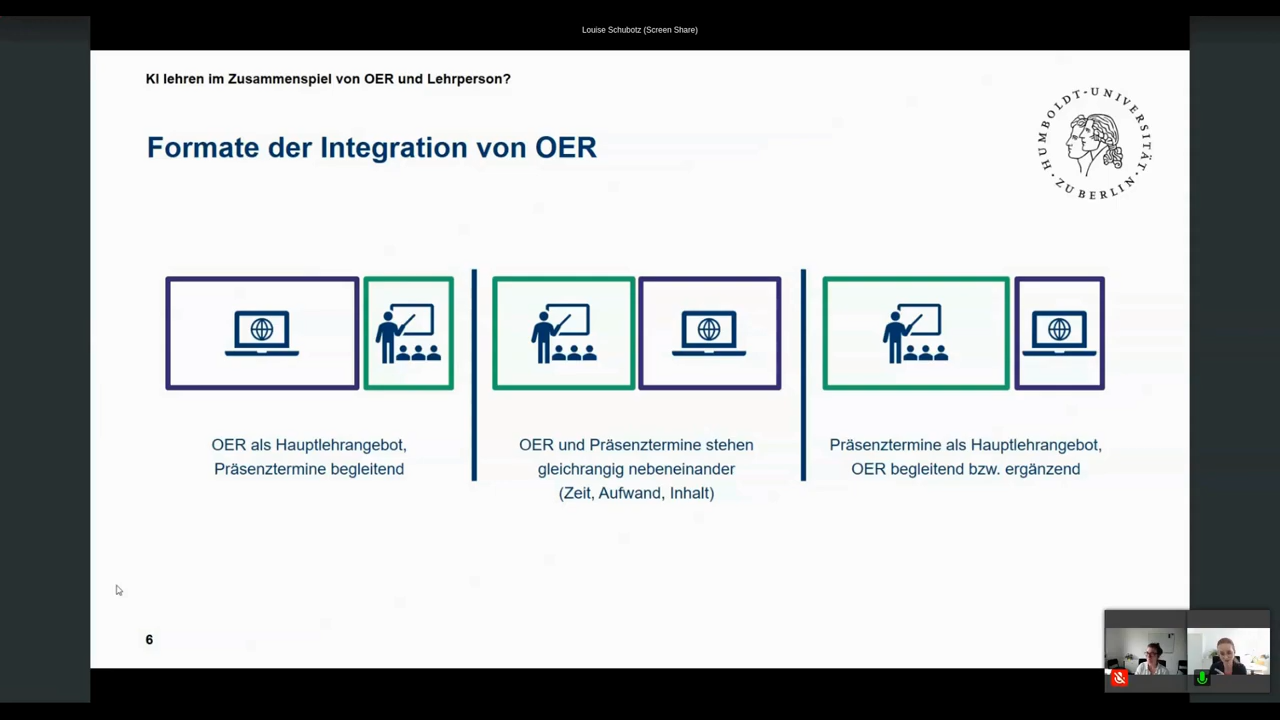 Louise Schubotz (Screen Share)
KI lehren im Zusammenspiel von OER und Lehrperson?
Formate der Integration von OER
HUMBOLDT-UNIVERSITÄT · ZU BERLIN ·
OER als Hauptlehrangebot,
Präsenztermine begleitend
OER und Präsenztermine stehen
gleichrangig nebeneinander
(Zeit, Aufwand, Inhalt)
Präsenztermine als Hauptlehrangebot,
OER begleitend bzw. ergänzend
6